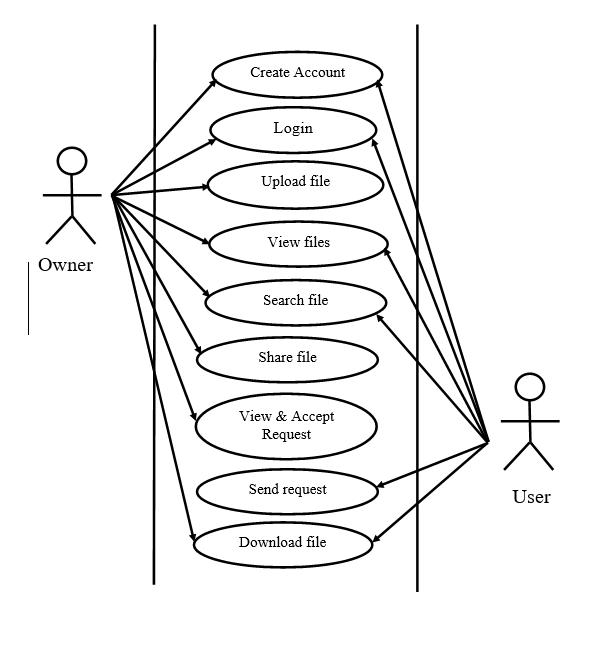 Create Account
Login
Upload file
View files
Owner
Search file
Share file
View & Accept
Request
Send request
User
Download file